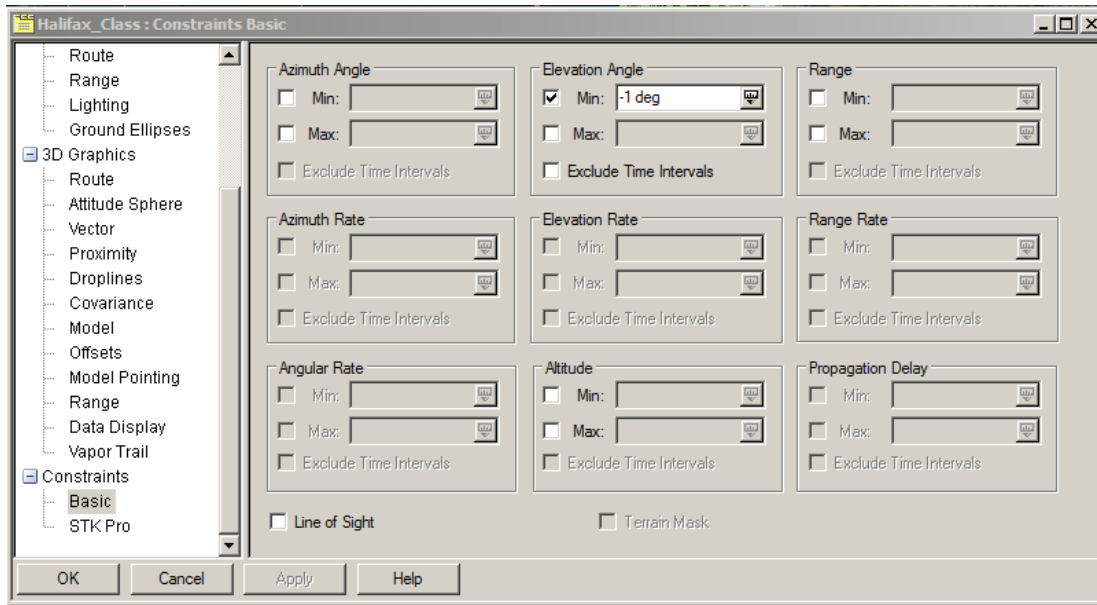 Halifax_Class : Constraints Basic
Route
Range
Lighting
Ground Ellipses
3D Graphics
Route
Attitude Sphere
Vector
Proximity
Droplines
Covariance
Model
Offsets
Model Pointing
Range
Data Display
Vapor Trail
Constraints
Basic
STK Pro
Azimuth Angle
Min:
Max:
Exclude Time Intervals
Elevation Angle
Min: -1 deg
Max:
Exclude Time Intervals
Range
Min:
Max:
Exclude Time Intervals
Azimuth Rate
Min:
Max:
Exclude Time Intervals
Elevation Rate
Min:
Max:
Exclude Time Intervals
Range Rate
Min:
Max:
Exclude Time Intervals
Angular Rate
Min:
Max:
Exclude Time Intervals
Altitude
Min:
Max:
Exclude Time Intervals
Propagation Delay
Min:
Max:
Exclude Time Intervals
Line of Sight
Terrain Mask
OK Cancel Apply Help